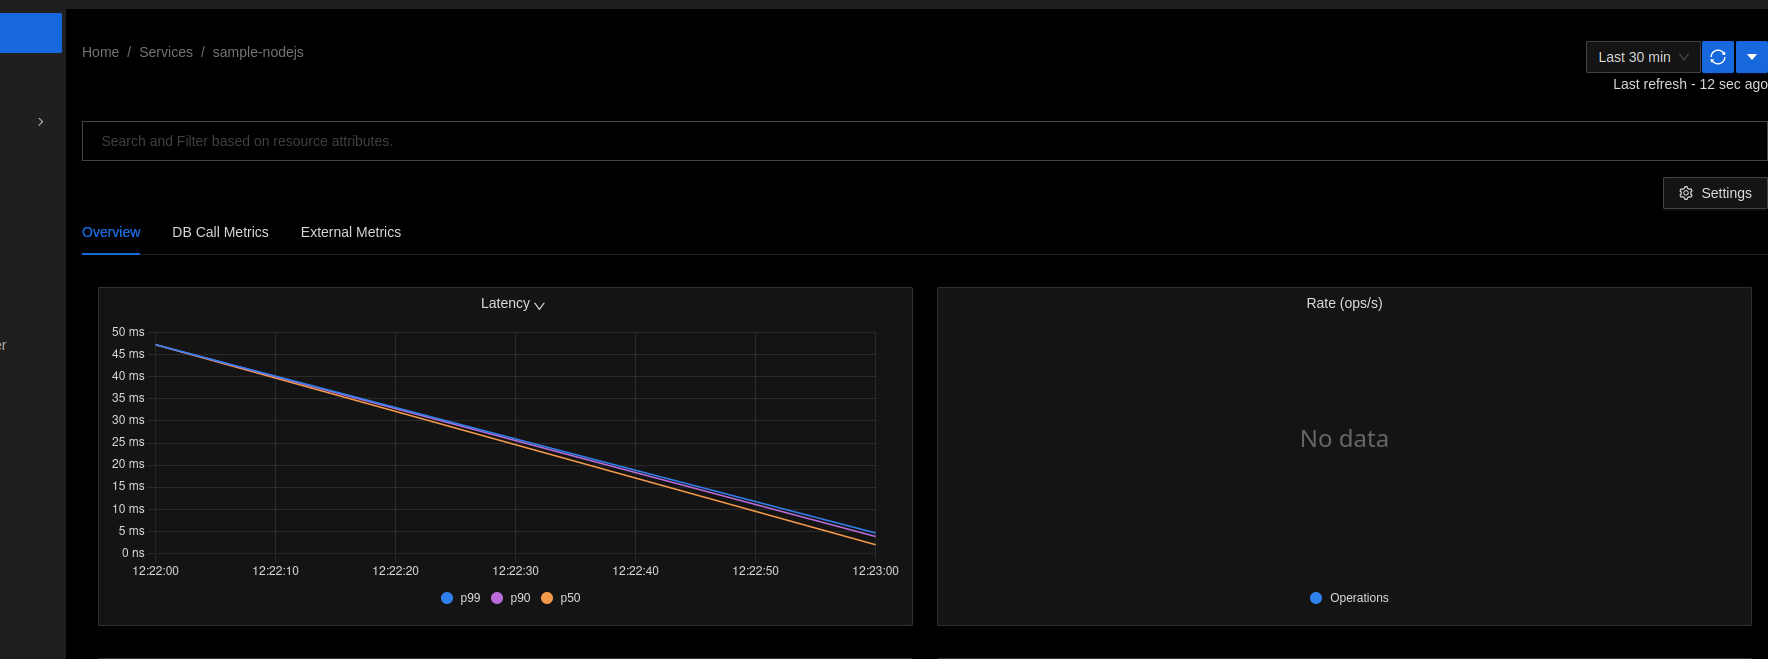 Home / Services / sample-nodejs
Last 30 min
Last refresh - 12 sec ago
Search and Filter based on resource attributes.
Settings
Overview
DB Call Metrics
External Metrics
er
Latency
50 ms
45 ms
40 ms
35 ms
30 ms
25 ms
20 ms
15 ms
10 ms
5 ms
0 ns
12:22:00
12:22:10
12:22:20
12:22:30
12:22:40
12:22:50
12:23:00
p99
p90
p50
Rate (ops/s)
No data
Operations